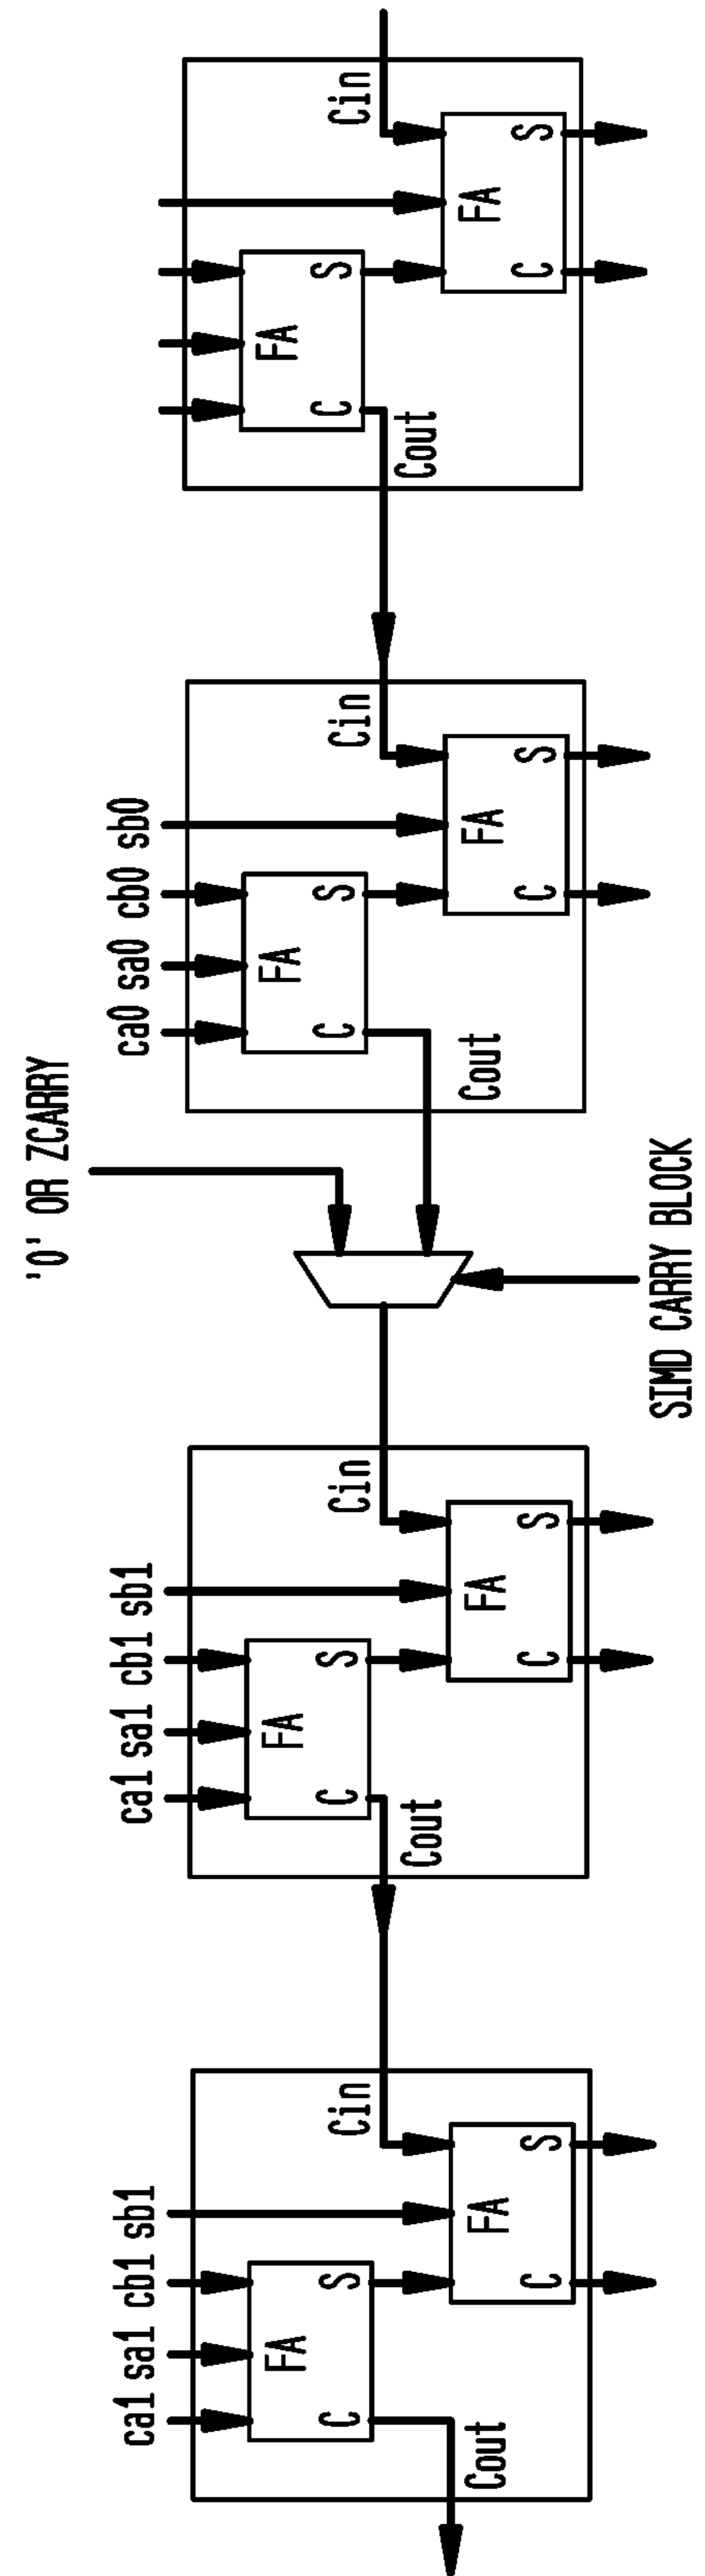 '0' OR ZCARRY
ca1 sa1 cb1 sb1
FA
C S
Cin
Cout
FA
C S
ca1 sa1 cb1 sb1
FA
C S
Cin
Cout
FA
C S
ca0 sa0 cb0 sb0
FA
C S
Cin
Cout
FA
C S
FA
C S
Cin
Cout
FA
C S
SIMD CARRY BLOCK